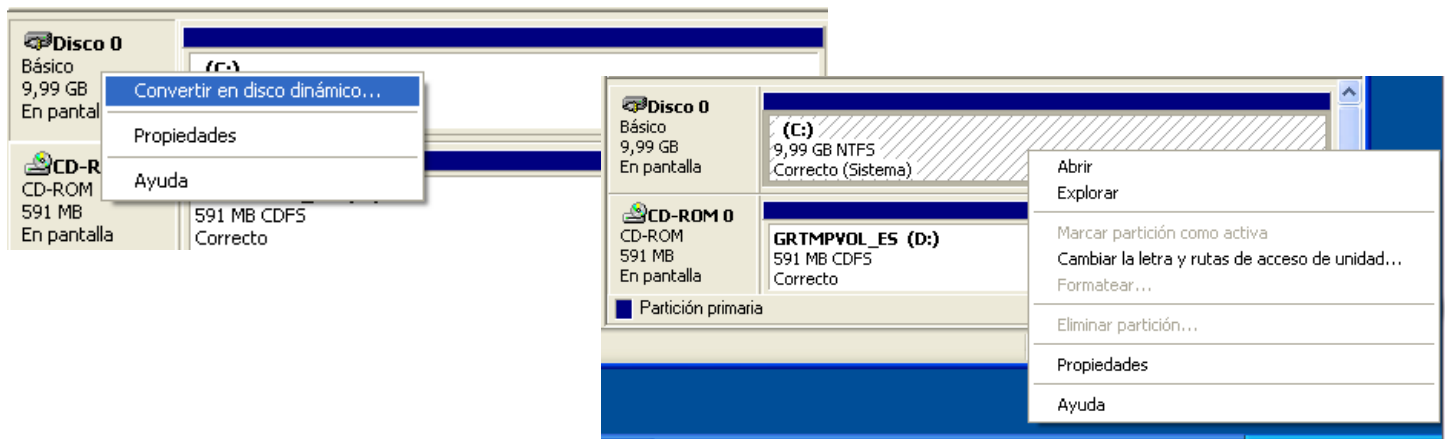 Disco 0
Básico
9,99 GB
En pantal
(C:)
Convertir en disco dinámico...
Propiedades
Ayuda
CD-R
CD-ROM
591 MB
En pantalla
591 MB CDFS
Correcto
Disco 0
Básico
9,99 GB
En pantalla
(C:)
9,99 GB NTFS
Correcto (Sistema)
CD-ROM 0
CD-ROM
591 MB
En pantalla
GRTMPVOL_ES (D:)
591 MB CDFS
Correcto
Partición primaria
Abrir
Explorar
Marcar partición como activa
Cambiar la letra y rutas de acceso de unidad...
Formatear...
Eliminar partición...
Propiedades
Ayuda